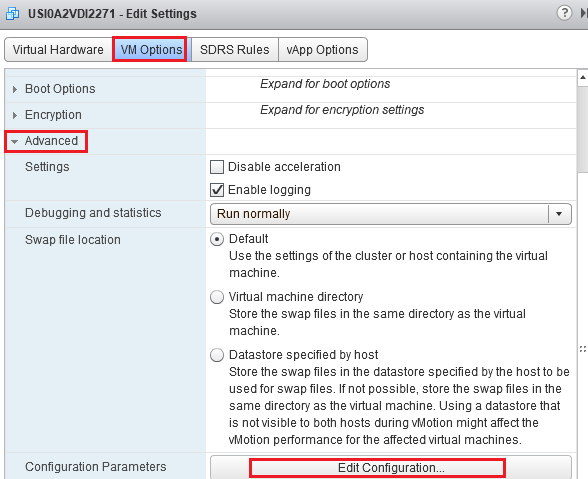 USI0A2VDI2271 - Edit Settings
?
Virtual Hardware VM Options SDRS Rules vApp Options
Boot Options Expand for boot options
Encryption Expand for encryption settings
Advanced
Settings Disable acceleration
Enable logging
Debugging and statistics Run normally
Swap file location Default
Use the settings of the cluster or host containing the virtual
machine.
Virtual machine directory
Store the swap files in the same directory as the virtual
machine.
Datastore specified by host
Store the swap files in the datastore specified by the host to be
used for swap files. If not possible, store the swap files in the
same directory as the virtual machine. Using a datastore that
is not visible to both hosts during vMotion might affect the
vMotion performance for the affected virtual machines.
Configuration Parameters Edit Configuration...